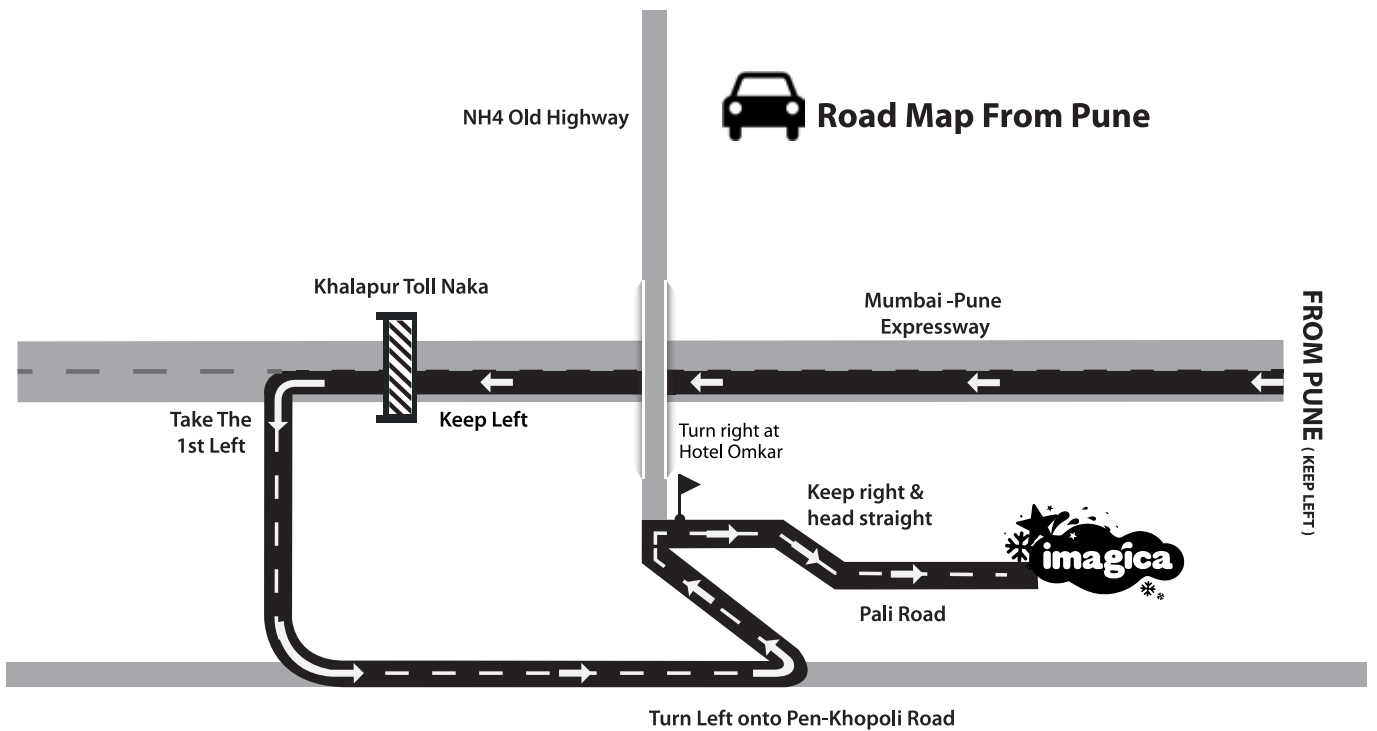 NH4 Old Highway
Road Map From Pune
Khalapur Toll Naka
Mumbai -Pune
Expressway
FROM PUNE ( KEEP LEFT )
Take The
1st Left
Keep Left
Turn right at
Hotel Omkar
Keep right &
head straight
imagica
Pali Road
Turn Left onto Pen-Khopoli Road